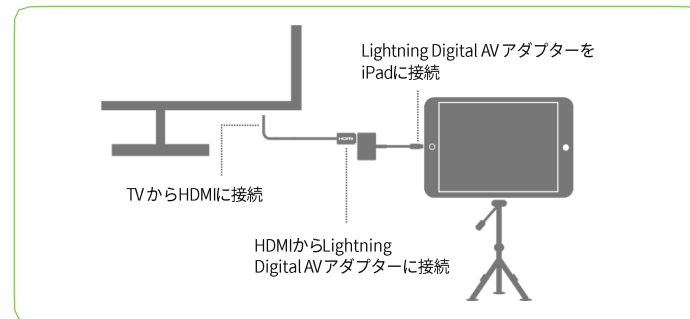 Lightning Digital AV アダプターを
iPadに接続
HDMI
TV からHDMIに接続
HDMIからLightning
Digital AV アダプターに接続